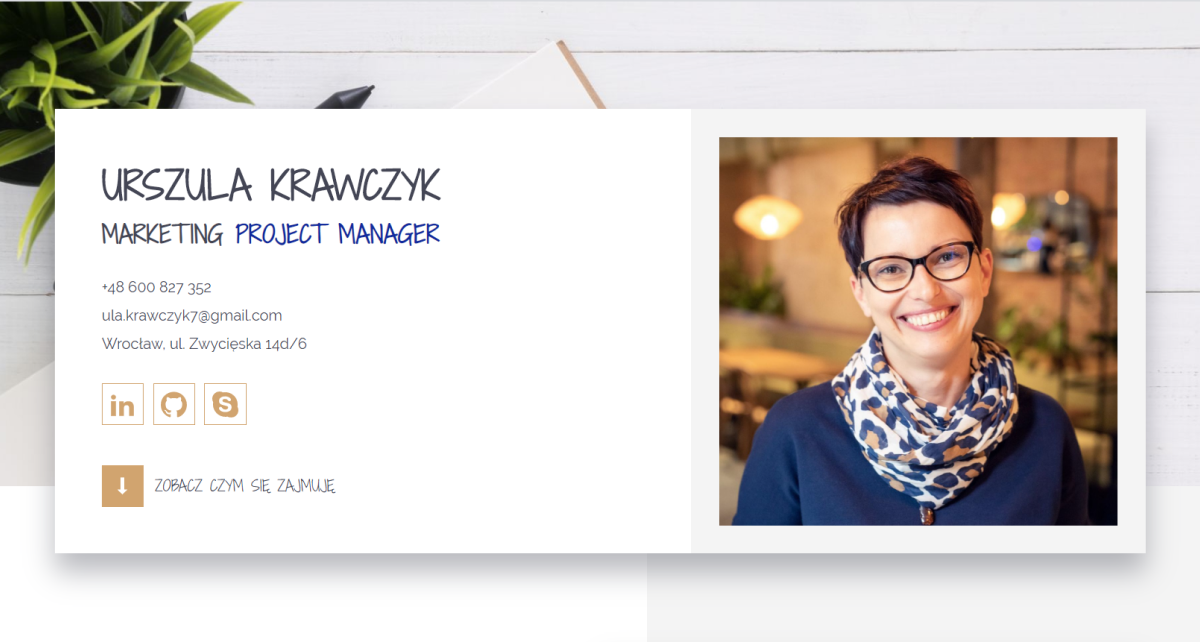 URSZULA KRAWCZYK
MARKETING PROJECT MANAGER
+48 600 827 352
ula.krawczyk7@gmail.com
Wrocław, ul. Zwycięska 14d/6
in
S
ZOBACZ CZYM SIĘ ZAJMUJĘ